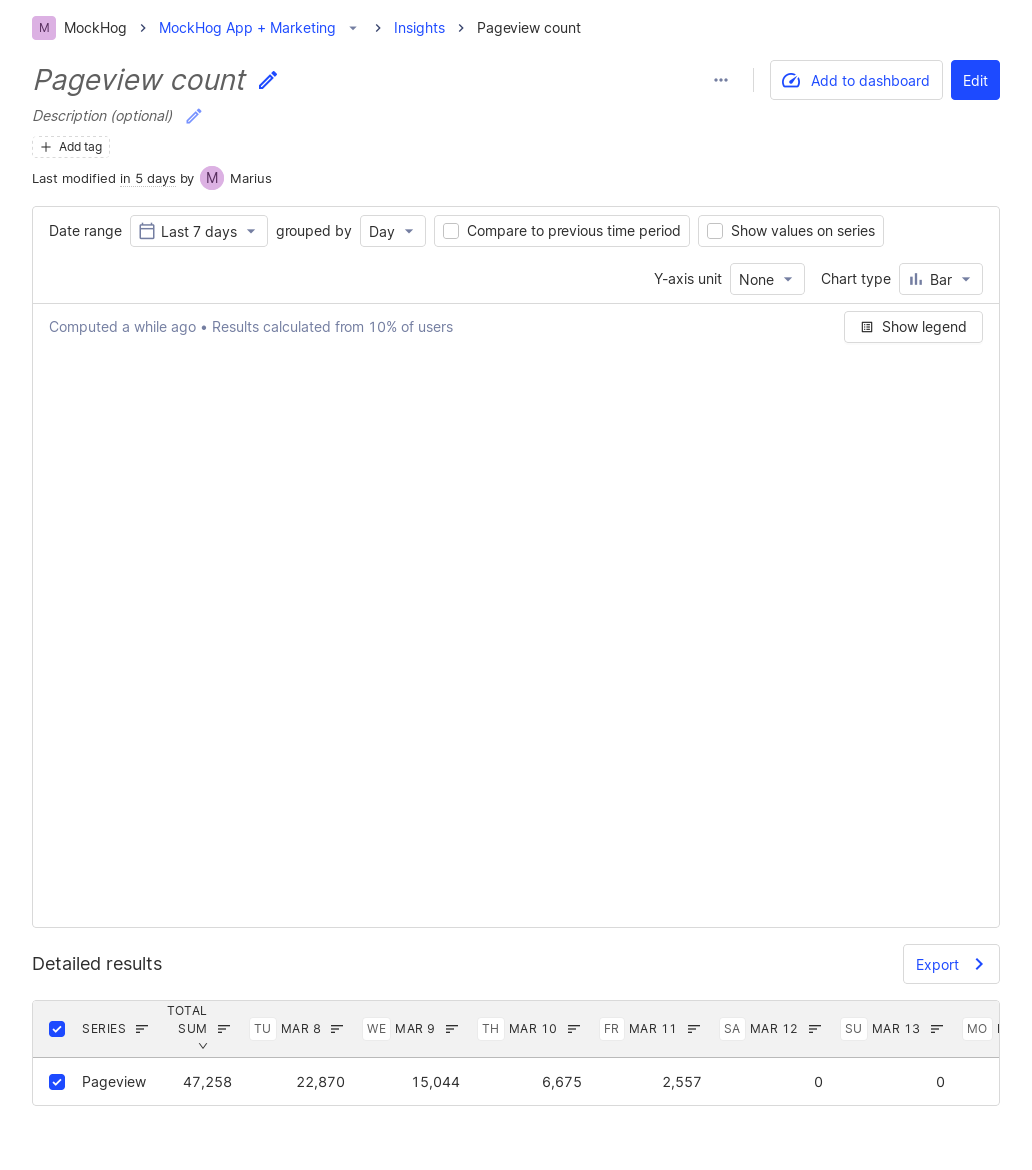 M MockHog MockHog App + Marketing Insights Pageview count
Pageview count
Add to dashboard Edit
Description (optional)
Add tag
Last modified in 5 days by M Marius
Date range Last 7 days grouped by Day Compare to previous time period Show values on series
Y-axis unit None Chart type Bar
Computed a while ago • Results calculated from 10% of users Show legend
Detailed results Export
SERIES TOTAL SUM TU MAR 8 WE MAR 9 TH MAR 10 FR MAR 11 SA MAR 12 SU MAR 13 MO
Pageview 47,258 22,870 15,044 6,675 2,557 0 0